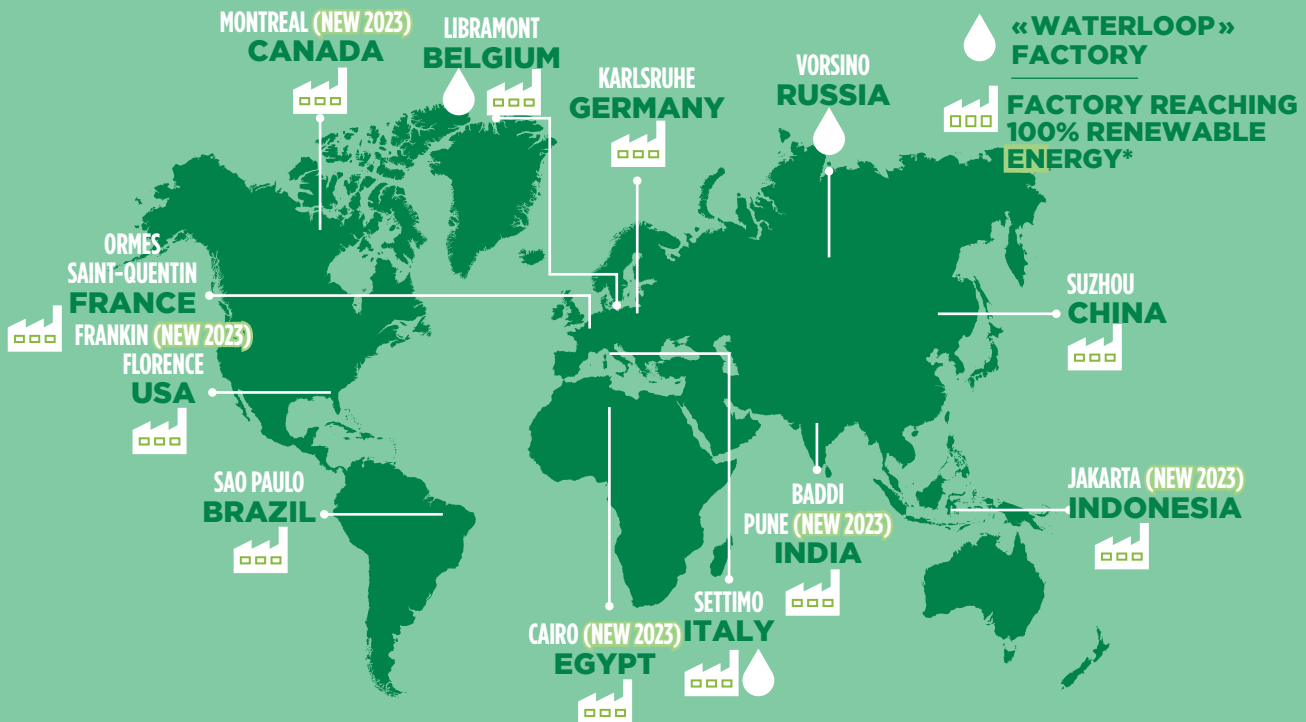 MONTREAL (NEW 2023)
CANADA
LIBRAMONT
BELGIUM
KARLSRUHE
GERMANY
VORSINO
RUSSIA
«WATERLOOP»
FACTORY
FACTORY REACHING
100% RENEWABLE
ENERGY*
ORMES
SAINT-QUENTIN
FRANCE
FRANKIN (NEW 2023)
FLORENCE
USA
SUZHOU
CHINA
SAO PAULO
BRAZIL
BADDI
PUNE (NEW 2023)
INDIA
JAKARTA (NEW 2023)
INDONESIA
SETTIMO
ITALY
CAIRO (NEW 2023)
EGYPT